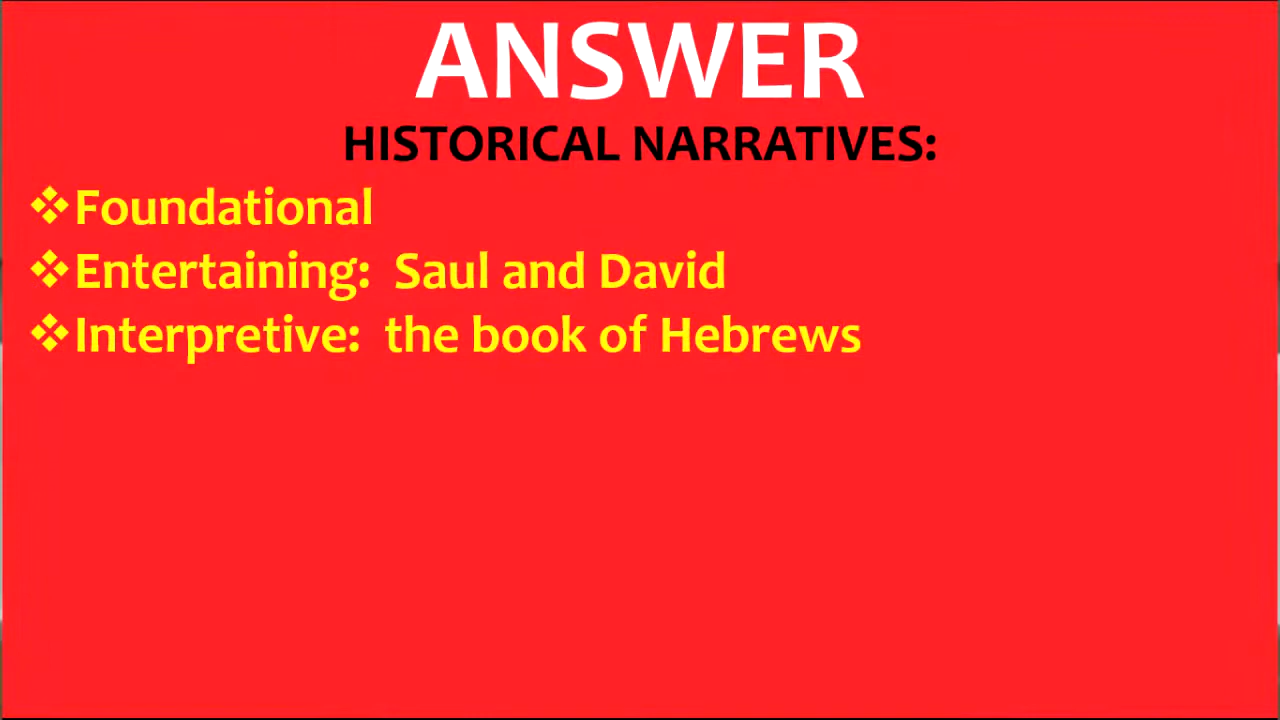 ANSWER
HISTORICAL NARRATIVES:
❖Foundational
❖Entertaining: Saul and David
❖Interpretive: the book of Hebrews